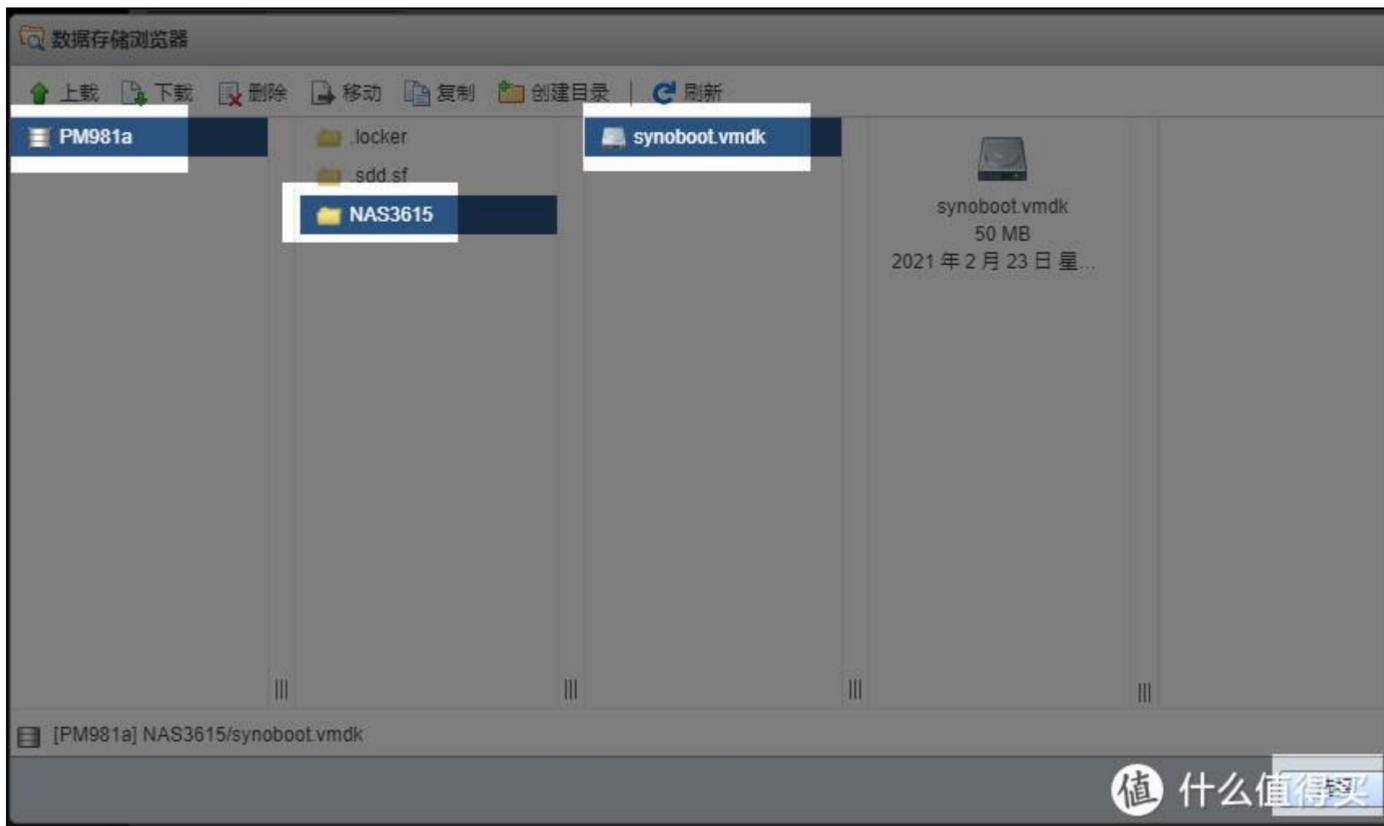 数据存储浏览器
上载 下载 删除 移动 复制 创建目录 刷新
PM981a .locker synoboot.vmdk
.sdd.sf
NAS3615
synoboot.vmdk
50 MB
2021 年 2 月 23 日 星...
[PM981a] NAS3615/synoboot.vmdk
值 什么值得买